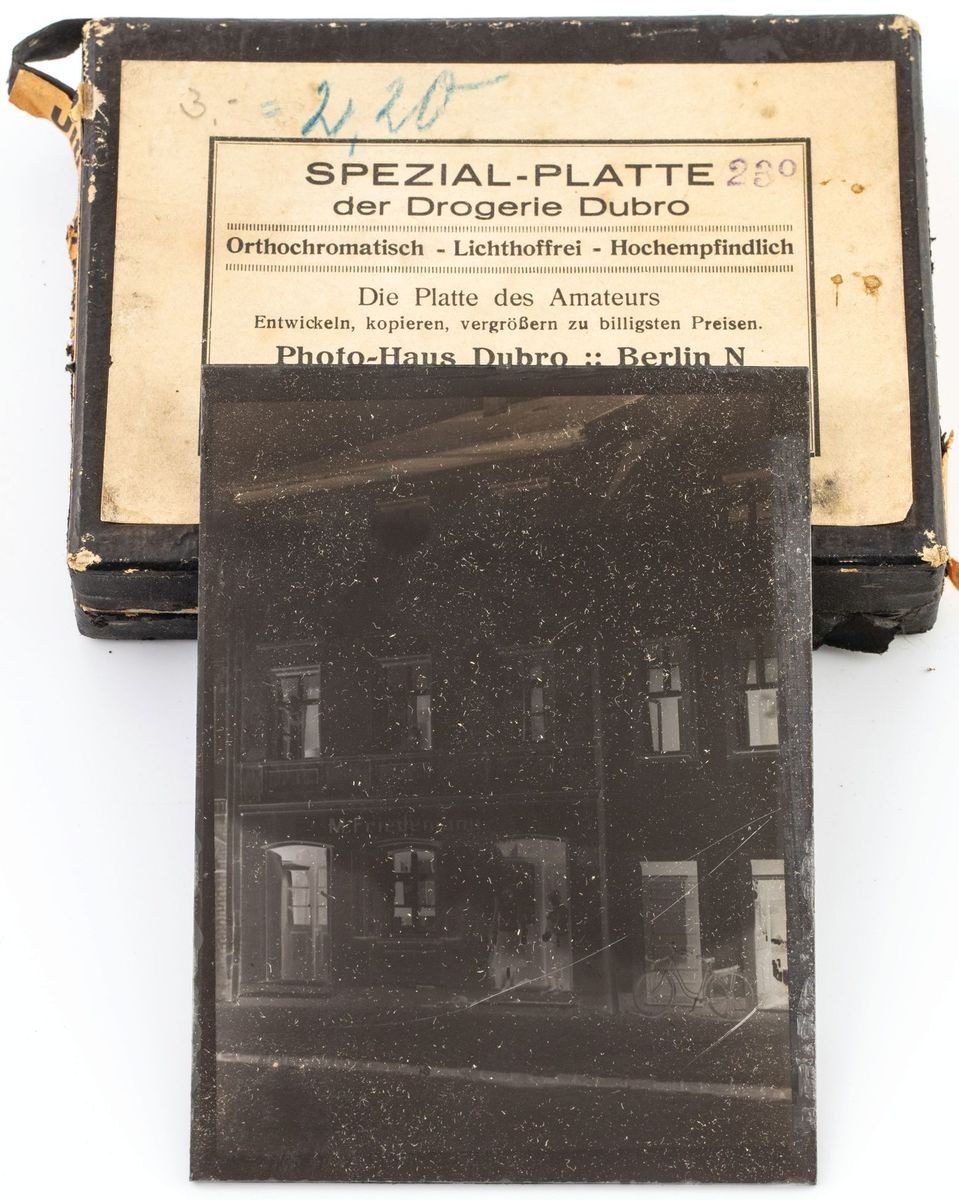 3.- = 2,20
SPEZIAL-PLATTE 230
der Drogerie Dubro
Orthochromatisch - Lichthoffrei - Hochempfindlich
Die Platte des Amateurs
Entwickeln, kopieren, vergrößern zu billigsten Preisen.
Photo-Haus Dubro :: Berlin N